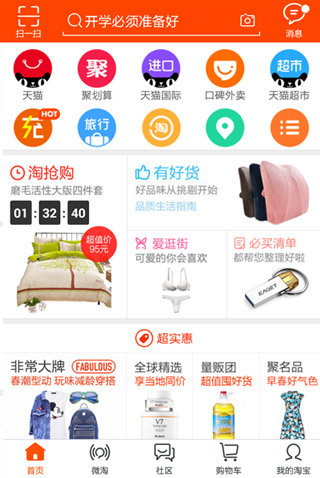 扫一扫
开学必须准备好
消息
聚
进口
超市
天猫
聚划算
天猫国际
口碑外卖
天猫超市
充
HOT
旅行
淘
淘抢购
磨毛活性大版四件套
01:32:40
超值价
95元
有好货
好品味从挑剔开始
品质生活指南
爱逛街
可爱的你会喜欢
必买清单
都帮您整理好啦
EAGET
超实惠
非常大牌 FABULOUS
春潮型动 玩味减龄穿搭
全球精选
享当地同价
量贩团
超值囤好货
聚名品
早春好气色
V7
V7
首页
微淘
社区
购物车
我的淘宝